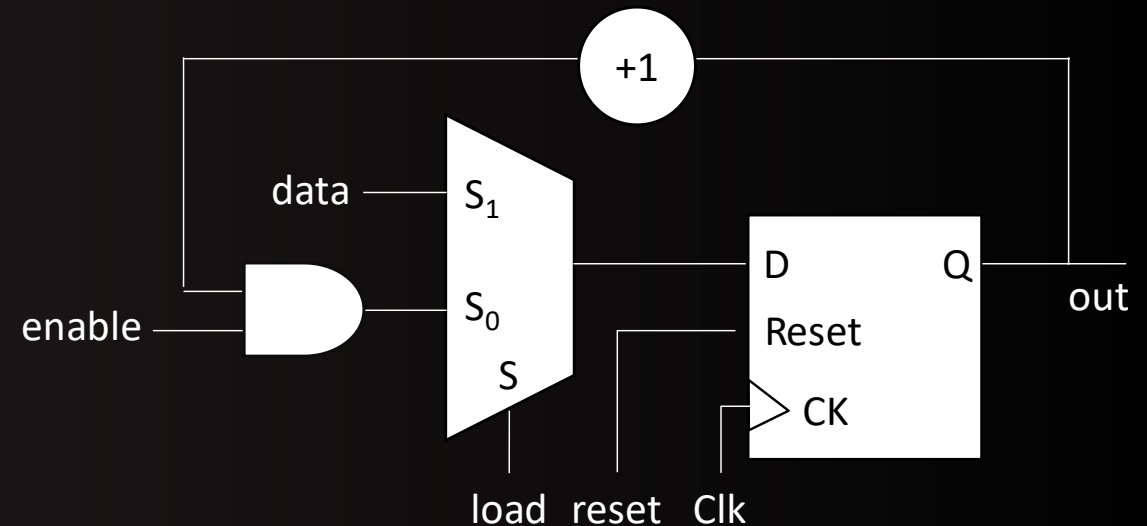 +1
data
S₁
D
Q
S₀
out
enable
Reset
S
CK
load reset Clk